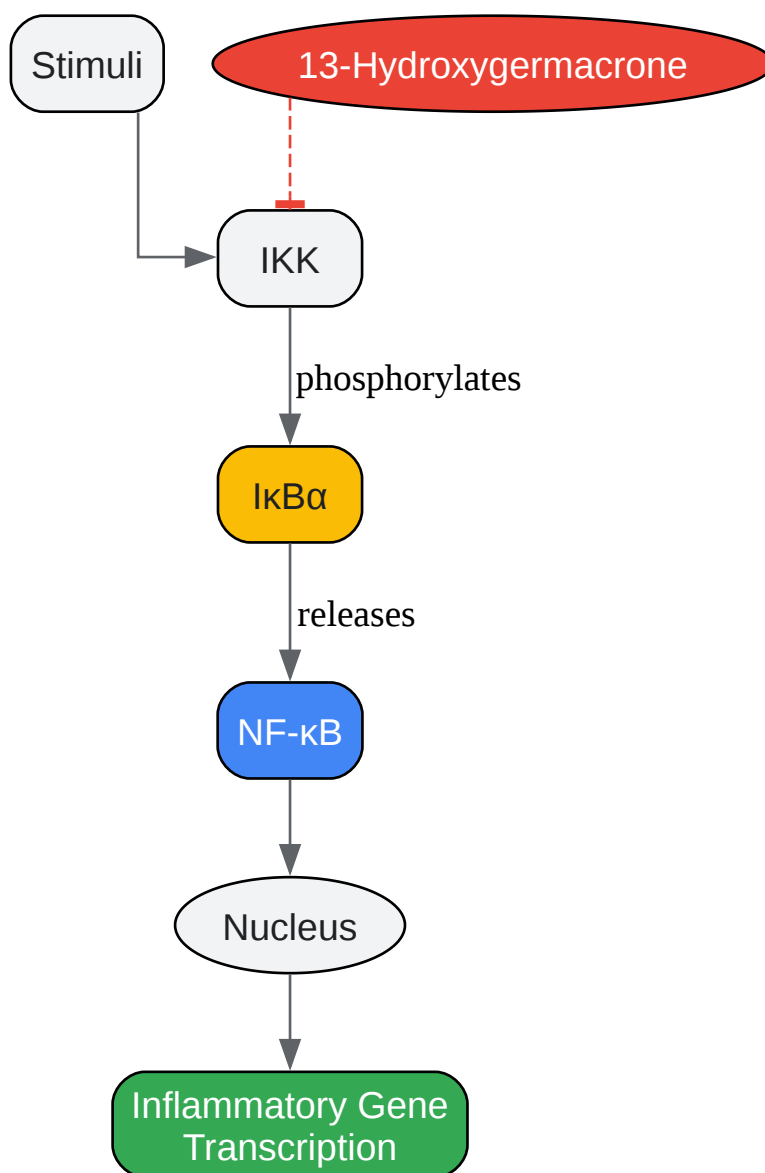 Stimuli
13-Hydroxygermacrone
IKK
phosphorylates
IκBα
releases
NF-κB
Nucleus
Inflammatory Gene
Transcription